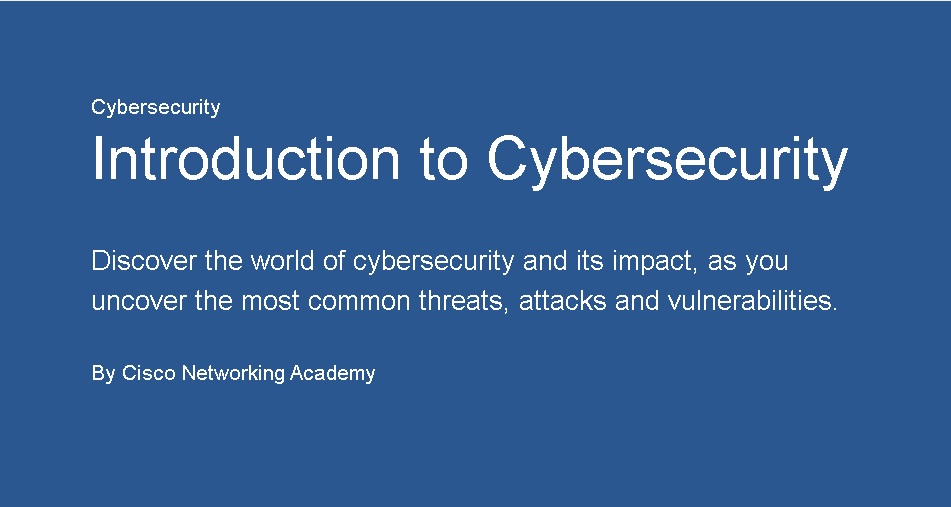 Cybersecurity
Introduction to Cybersecurity
Discover the world of cybersecurity and its impact, as you
uncover the most common threats, attacks and vulnerabilities.
By Cisco Networking Academy